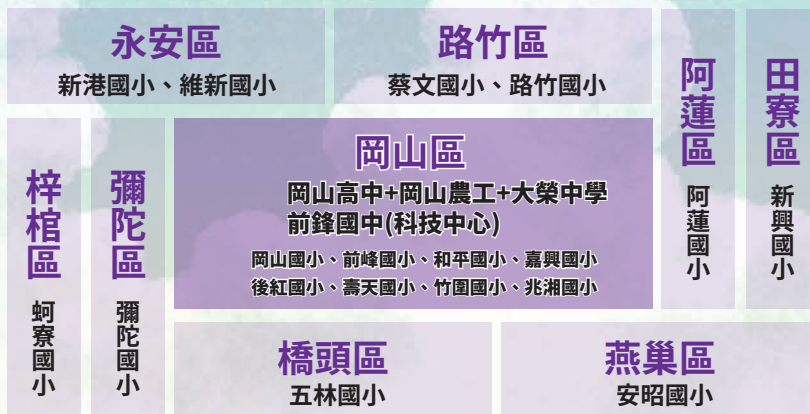 永安區
新港國小、維新國小
路竹區
蔡文國小、路竹國小
阿蓮區
阿蓮國小
田寮區
新興國小
梓棺區
蚵寮國小
彌陀區
彌陀國小
岡山區
岡山高中+岡山農工+大榮中學
前鋒國中(科技中心)
岡山國小、前峰國小、和平國小、嘉興國小
後紅國小、壽天國小、竹圍國小、兆湘國小
橋頭區
五林國小
燕巢區
安昭國小